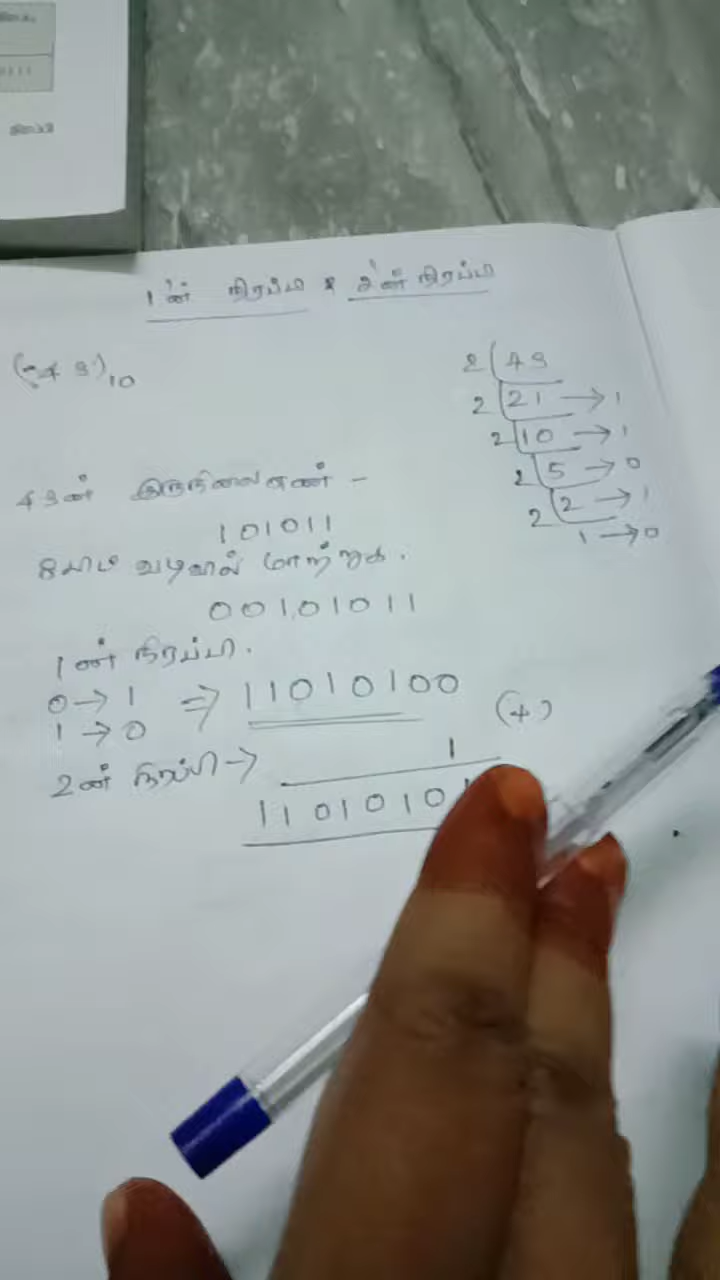 1ன் நிரப்பி & 2ன் நிரப்பி
(-43)10
2 43
2 21 → 1
2 10 → 1
2 5 → 0
2 2 → 1
1 → 0
43ன் இருநிலை எண் -
101011
8 பிட் வடிவில் மாற்றுக.
00101011
1ன் நிரப்பி.
0 → 1 ⇒ 11010100
1 → 0
1 (+)
2ன் நிரப்பி →
1101010